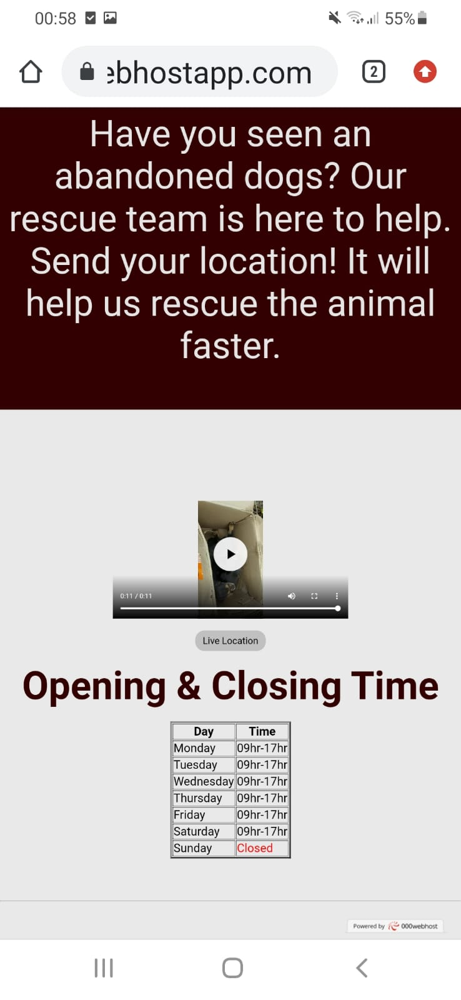 00:58
55%
ebhostapp.com
2
Have you seen an
abandoned dogs? Our
rescue team is here to help.
Send your location! It will
help us rescue the animal
faster.
0:11 / 0:11
Live Location
Opening & Closing Time
Day Time
Monday 09hr-17hr
Tuesday 09hr-17hr
Wednesday 09hr-17hr
Thursday 09hr-17hr
Friday 09hr-17hr
Saturday 09hr-17hr
Sunday Closed
Powered by 000webhost